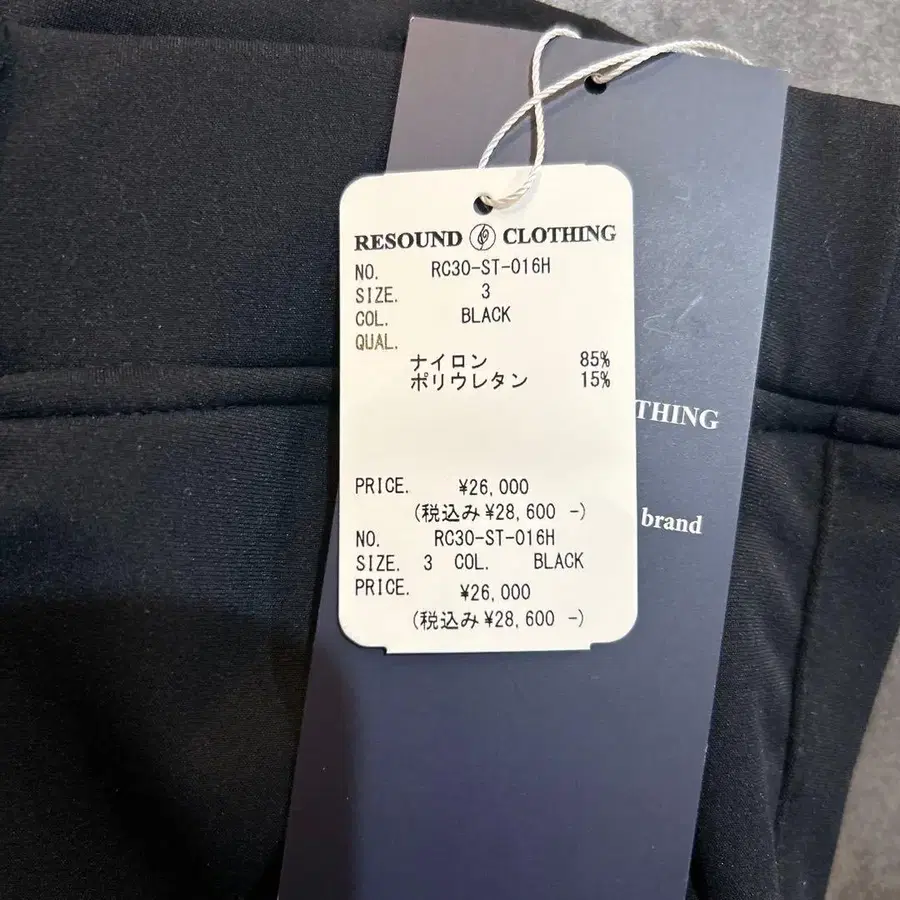 RESOUND CLOTHING
NO. RC30-ST-016H
SIZE. 3
COL. BLACK
QUAL.
ナイロン 85%
ポリウレタン 15%
PRICE. ¥26,000
(税込み¥28,600 -)
NO. RC30-ST-016H
SIZE. 3 COL. BLACK
PRICE. ¥26,000
(税込み¥28,600 -)
THING
brand